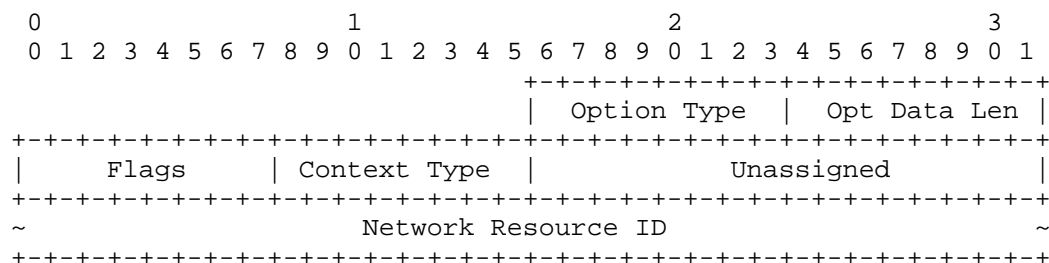 0                   1                   2                   3
 0 1 2 3 4 5 6 7 8 9 0 1 2 3 4 5 6 7 8 9 0 1 2 3 4 5 6 7 8 9 0 1
                                +-+-+-+-+-+-+-+-+-+-+-+-+-+-+-+-+
                                |  Option Type  |  Opt Data Len |
+-+-+-+-+-+-+-+-+-+-+-+-+-+-+-+-+-+-+-+-+-+-+-+-+-+-+-+-+-+-+-+-+
|     Flags     | Context Type  |            Unassigned         |
+-+-+-+-+-+-+-+-+-+-+-+-+-+-+-+-+-+-+-+-+-+-+-+-+-+-+-+-+-+-+-+-+
~                     Network Resource ID                       ~
+-+-+-+-+-+-+-+-+-+-+-+-+-+-+-+-+-+-+-+-+-+-+-+-+-+-+-+-+-+-+-+-+